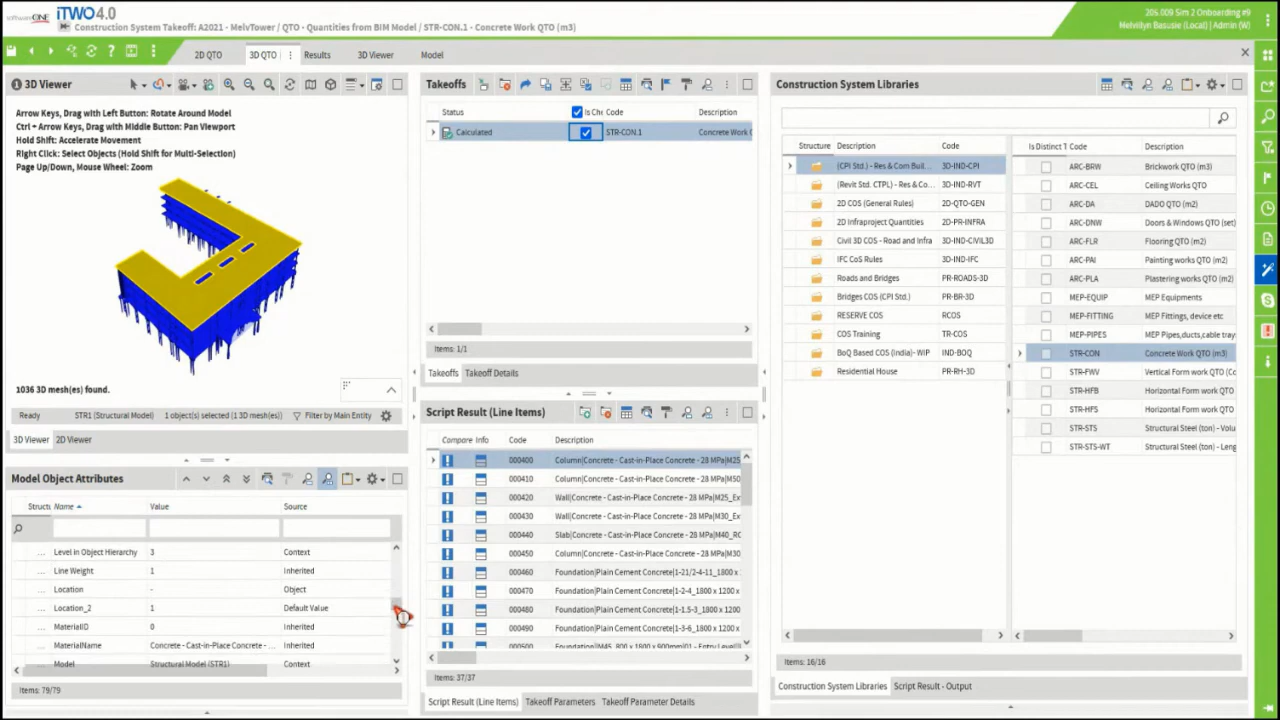 softwareONE iTWO 4.0
Construction System Takeoff: A2021 - MelvTower / QTO - Quantities from BIM Model / STR-CON.1 - Concrete Work QTO (m3)
205.009 Sim 2 Onboarding #9
Melvilyn Besusie (Local) | Admin (W)
2D QTO 3D QTO Results 3D Viewer Model
3D Viewer
Arrow Keys, Drag with Left Button: Rotate Around Model
Ctrl + Arrow Keys, Drag with Middle Button: Pan Viewport
Hold Shift: Accelerate Movement
Right Click: Select Objects (Hold Shift for Multi-Selection)
Page Up/Down, Mouse Wheel: Zoom
1036 3D mesh(es) found.
Ready STR1 (Structural Model) 1 object(s) selected (1 3D mesh(es)) Filter by Main Entity
3D Viewer 2D Viewer
Model Object Attributes
Structu Name Value Source
... Level in Object Hierarchy 3 Context
... Line Weight 1 Inherited
... Location - Object
... Location_2 1 Default Value
... MaterialID 0 Inherited
... MaterialName Concrete - Cast-in-Place Concrete - Inherited
... Model Structural Model (STR1) Context
Items: 79/79
Takeoffs
Status Is Chr Code Description
Calculated STR-CON.1 Concrete Work Q
Items: 1/1
Takeoffs Takeoff Details
Script Result (Line Items)
Compare Info Code Description
000400 Column|Concrete - Cast-in-Place Concrete - 28 MPa|M25
000410 Column|Concrete - Cast-in-Place Concrete - 28 MPa|M50
000420 Wall|Concrete - Cast-in-Place Concrete - 28 MPa|M25_Ex
000430 Wall|Concrete - Cast-in-Place Concrete - 28 MPa|M30_Ex
000440 Slab|Concrete - Cast-in-Place Concrete - 28 MPa|M40_RC
000450 Column|Concrete - Cast-in-Place Concrete - 28 MPa|M30
000460 Foundation|Plain Cement Concrete|1-21/2-4-11_1800 x
000470 Foundation|Plain Cement Concrete|1-2-4_1800 x 1200 x
000480 Foundation|Plain Cement Concrete|1-1.5-3_1800 x 1200
000490 Foundation|Plain Cement Concrete|1-3-6_1800 x 1200 x
000500 Foundation|M45_800 x 1800 x 900mm|01 - Entry Level|
Items: 37/37
Script Result (Line Items) Takeoff Parameters Takeoff Parameter Details
Construction System Libraries
Structure Description Code
(CPI Std.) - Res & Com Buil... 3D-IND-CPI
(Revit Std. CTPL) - Res & Co... 3D-IND-RVT
2D COS (General Rules) 2D-QTO-GEN
2D Infraproject Quantities 2D-PR-INFRA
Civil 3D COS - Road and Infra 3D-IND-CIVIL3D
IFC CoS Rules 3D-IND-IFC
Roads and Bridges PR-ROADS-3D
Bridges COS (CPI Std.) PR-BR-3D
RESERVE COS RCOS
COS Training TR-COS
BoQ Based COS (India)- WIP IND-BOQ
Residential House PR-RH-3D
Is Distinct T Code Description
ARC-BRW Brickwork QTO (m3)
ARC-CEL Ceiling Works QTO
ARC-DA DADO QTO (m2)
ARC-DNW Doors & Windows QTO (set)
ARC-FLR Flooring QTO (m2)
ARC-PAI Painting works QTO (m2)
ARC-PLA Plastering works QTO (m2)
MEP-EQUIP MEP Equipments
MEP-FITTING MEP Fittings, device etc
MEP-PIPES MEP Pipes,ducts,cable tray
STR-CON Concrete Work QTO (m3)
STR-FWV Vertical Form work QTO (Co
STR-HFB Horizontal Form work QTO
STR-HFS Horizontal Form work QTO
STR-STS Structural Steel (ton) - Volu
STR-STS-WT Structural Steel (ton) - Leng
Items: 16/16
Construction System Libraries Script Result - Output